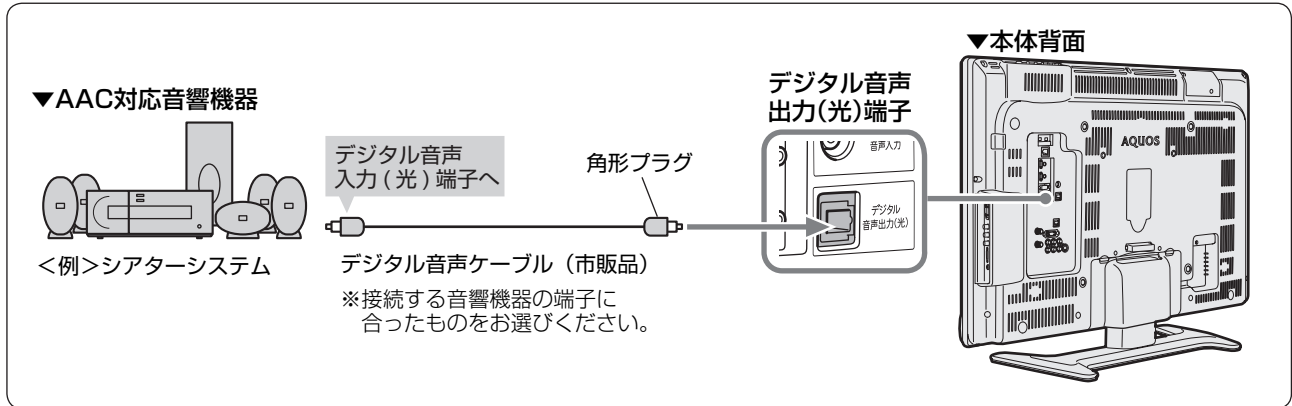 ▼AAC対応音響機器
<例>シアターシステム
デジタル音声
入力(光)端子へ
角形プラグ
デジタル音声ケーブル（市販品）
※接続する音響機器の端子に
合ったものをお選びください。
デジタル音声
出力(光)端子
音声入力
デジタル
音声出力(光)
▼本体背面
AQUOS